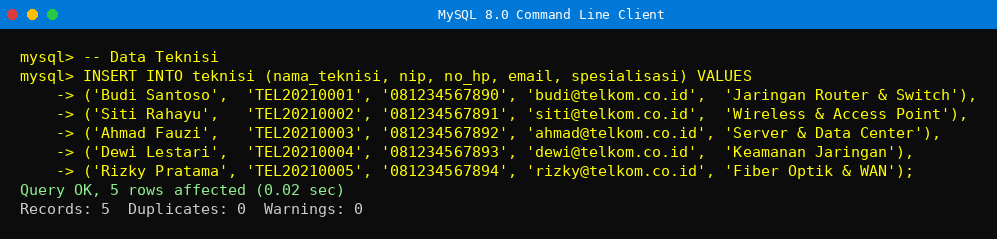 MySQL 8.0 Command Line Client
mysql> -- Data Teknisi
mysql> INSERT INTO teknisi (nama_teknisi, nip, no_hp, email, spesialisasi) VALUES
    -> ('Budi Santoso',  'TEL20210001', '081234567890', 'budi@telkom.co.id',  'Jaringan Router & Switch'),
    -> ('Siti Rahayu',   'TEL20210002', '081234567891', 'siti@telkom.co.id',  'Wireless & Access Point'),
    -> ('Ahmad Fauzi',   'TEL20210003', '081234567892', 'ahmad@telkom.co.id', 'Server & Data Center'),
    -> ('Dewi Lestari',  'TEL20210004', '081234567893', 'dewi@telkom.co.id',  'Keamanan Jaringan'),
    -> ('Rizky Pratama', 'TEL20210005', '081234567894', 'rizky@telkom.co.id', 'Fiber Optik & WAN');
Query OK, 5 rows affected (0.02 sec)
Records: 5  Duplicates: 0  Warnings: 0